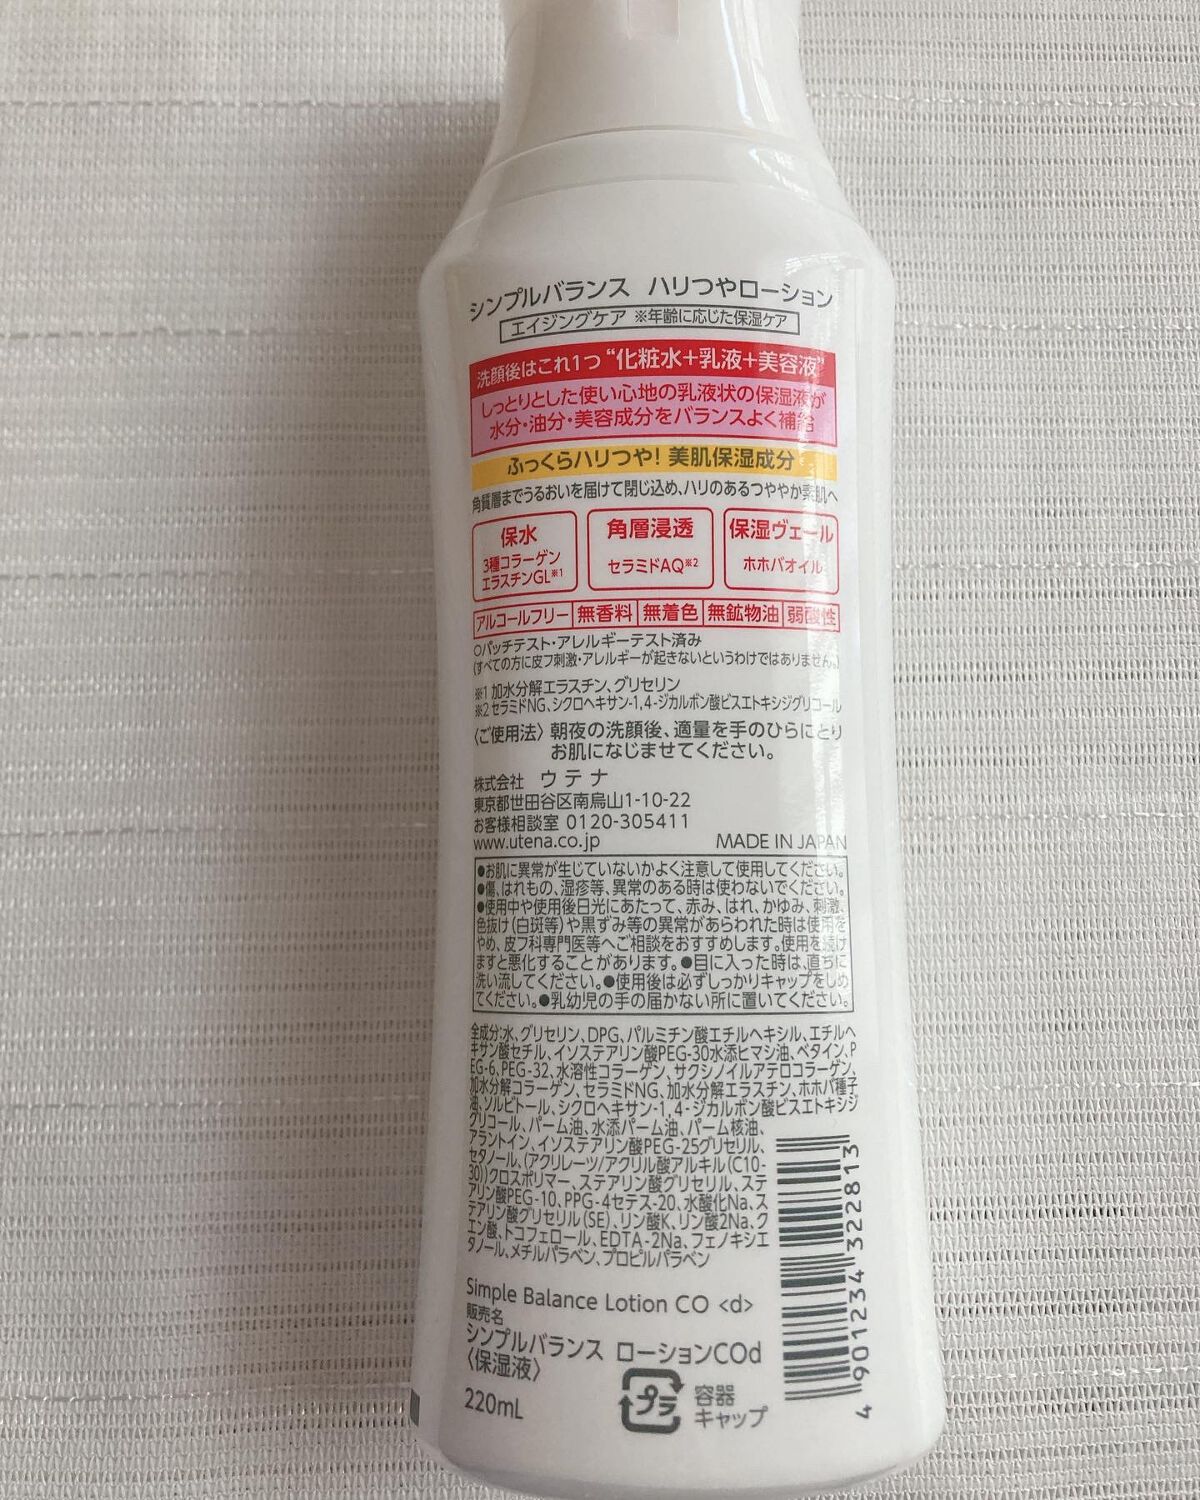 シンプルバランス ハリつやローション
エイジングケア ※年齢に応じた保湿ケア
洗顔後はこれ1つ“化粧水+乳液+美容液”
しっとりとした使い心地の乳液状の保湿液が
水分・油分・美容成分をバランスよく補給
ふっくらハリつや!美肌保湿成分
角質層までうるおいを届けて閉じ込め、ハリのあるつややか素肌へ
保水
3種コラーゲン
エラスチンGL※1
角層浸透
セラミドAQ※2
保湿ヴェール
ホホバオイル
アルコールフリー 無香料 無着色 無鉱物油 弱酸性
○パッチテスト・アレルギーテスト済み
(すべての方に皮フ刺激・アレルギーが起きないというわけではありません。)
※1 加水分解エラスチン、グリセリン
※2 セラミドNG、シクロヘキサン-1,4-ジカルボン酸ビスエトキシジグリコール
〈ご使用法〉朝夜の洗顔後、適量を手のひらにとり
お肌になじませてください。
株式会社 ウテナ
東京都世田谷区南烏山1-10-22
お客様相談室 0120-305411
www.utena.co.jp MADE IN JAPAN
●お肌に異常が生じていないかよく注意して使用してください。
●傷、はれもの、湿疹等、異常のある時は使わないでください。
●使用中や使用後日光にあたって、赤み、はれ、かゆみ、刺激、
色抜け(白斑等)や黒ずみ等の異常があらわれた時は使用を
やめ、皮フ科専門医等へご相談をおすすめします。使用を続け
ますと悪化することがあります。●目に入った時は、直ちに
洗い流してください。●使用後は必ずしっかりキャップをしめ
てください。●乳幼児の手の届かない所に置いてください。
全成分:水、グリセリン、DPG、パルミチン酸エチルヘキシル、エチルヘ
キサン酸セチル、イソステアリン酸PEG-30水添ヒマシ油、ベタイン、P
EG-6、PEG-32、水溶性コラーゲン、サクシノイルアテロコラーゲン、
加水分解コラーゲン、セラミドNG、加水分解エラスチン、ホホバ種子
油、ソルビトール、シクロヘキサン-1,4-ジカルボン酸ビスエトキシジ
グリコール、パーム油、水添パーム油、パーム核油、
アラントイン、イソステアリン酸PEG-25グリセリル、
セタノール、(アクリレーツ/アクリル酸アルキル(C10-
30))クロスポリマー、ステアリン酸グリセリル、ステ
アリン酸PEG-10、PPG-4セテス-20、水酸化Na、ス
テアリン酸グリセリル(SE)、リン酸K、リン酸2Na、ク
エン酸、トコフェロール、EDTA-2Na、フェノキシエ
タノール、メチルパラベン、プロピルパラベン
Simple Balance Lotion CO <d>
販売名
シンプルバランス ローションCOd
〈保湿液〉
220mL
プラ
容器
キャップ
4 901234 322813